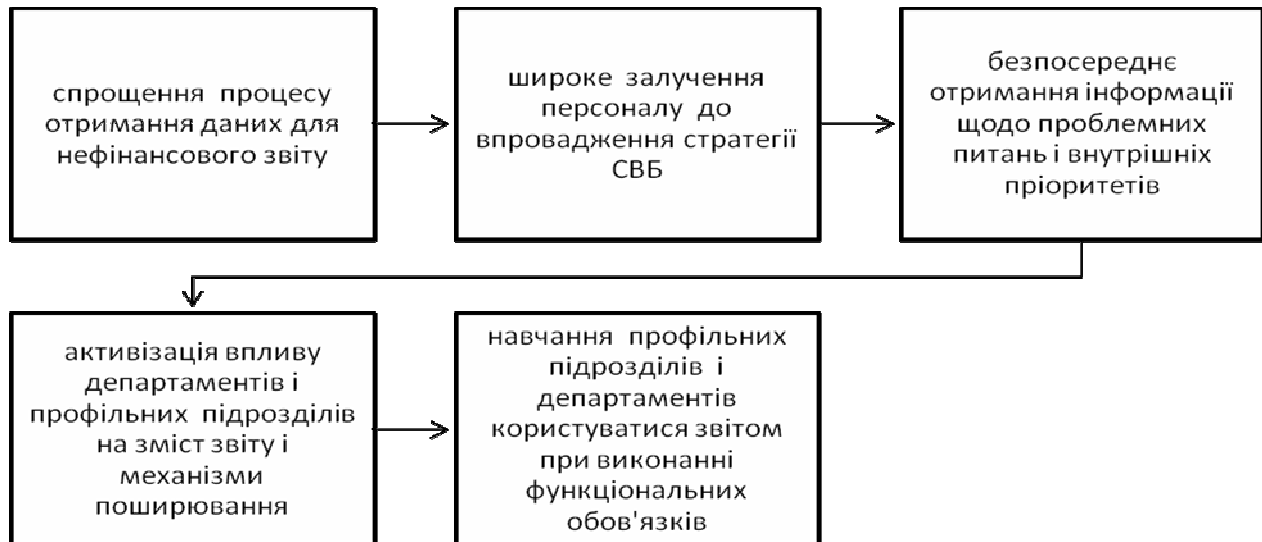 спрощення процесу
отримання даних для
нефінансового звіту
широке залучення
персоналу до
впровадження стратегії
СВБ
безпосереднє
отримання інформації
щодо проблемних
питань і внутрішніх
пріоритетів
активізація впливу
департаментів і
профільних підрозділів
на зміст звіту і
механізми
поширювання
навчання профільних
підрозділів і
департаментів
користуватися звітом
при виконанні
функціональних
обов'язків